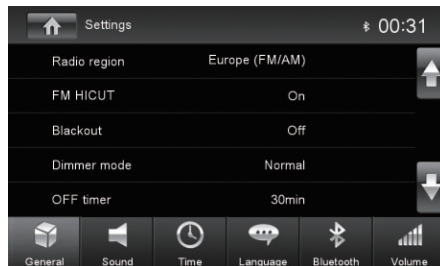 Settings 00:31
Radio region Europe (FM/AM)
FM HICUT On
Blackout Off
Dimmer mode Normal
OFF timer 30min
General Sound Time Language Bluetooth Volume